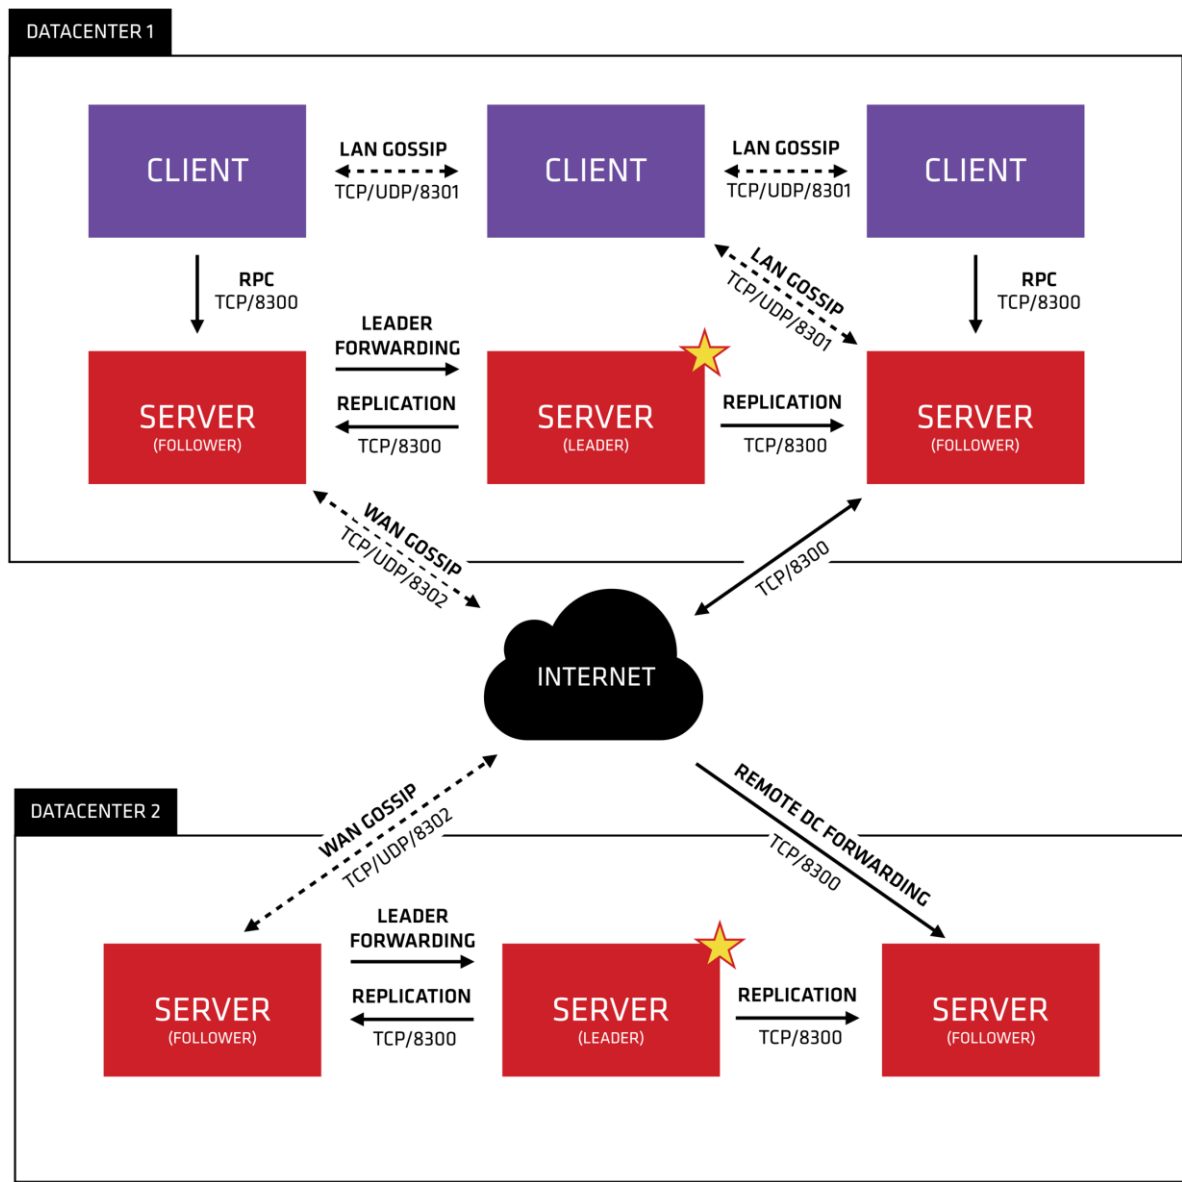 DATACENTER 1
CLIENT
LAN GOSSIP
TCP/UDP/8301
CLIENT
LAN GOSSIP
TCP/UDP/8301
CLIENT
RPC
TCP/8300
LAN GOSSIP
TCP/UDP/8301
RPC
TCP/8300
SERVER
(FOLLOWER)
LEADER
FORWARDING
REPLICATION
TCP/8300
SERVER
(LEADER)
REPLICATION
TCP/8300
SERVER
(FOLLOWER)
WAN GOSSIP
TCP/UDP/8302
TCP/8300
INTERNET
DATACENTER 2
WAN GOSSIP
TCP/UDP/8302
REMOTE DC FORWARDING
TCP/8300
SERVER
(FOLLOWER)
LEADER
FORWARDING
REPLICATION
TCP/8300
SERVER
(LEADER)
REPLICATION
TCP/8300
SERVER
(FOLLOWER)